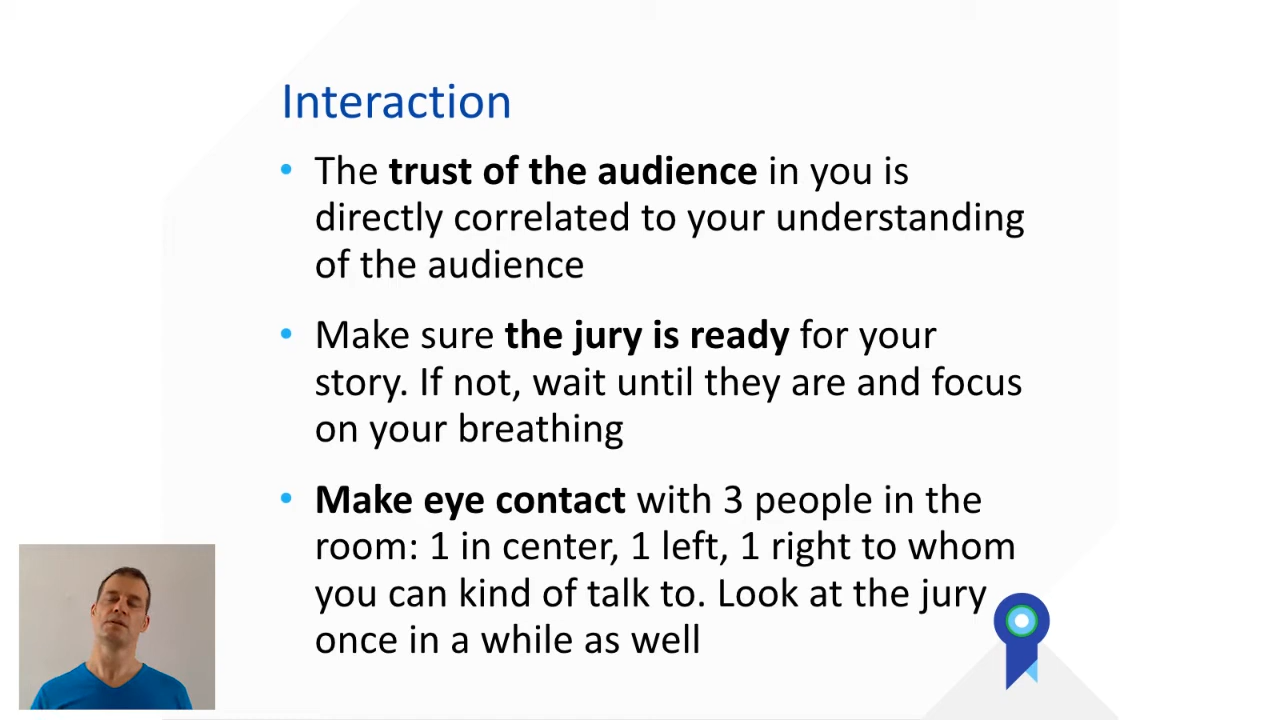 Interaction
• The trust of the audience in you is
directly correlated to your understanding
of the audience
• Make sure the jury is ready for your
story. If not, wait until they are and focus
on your breathing
• Make eye contact with 3 people in the
room: 1 in center, 1 left, 1 right to whom
you can kind of talk to. Look at the jury
once in a while as well